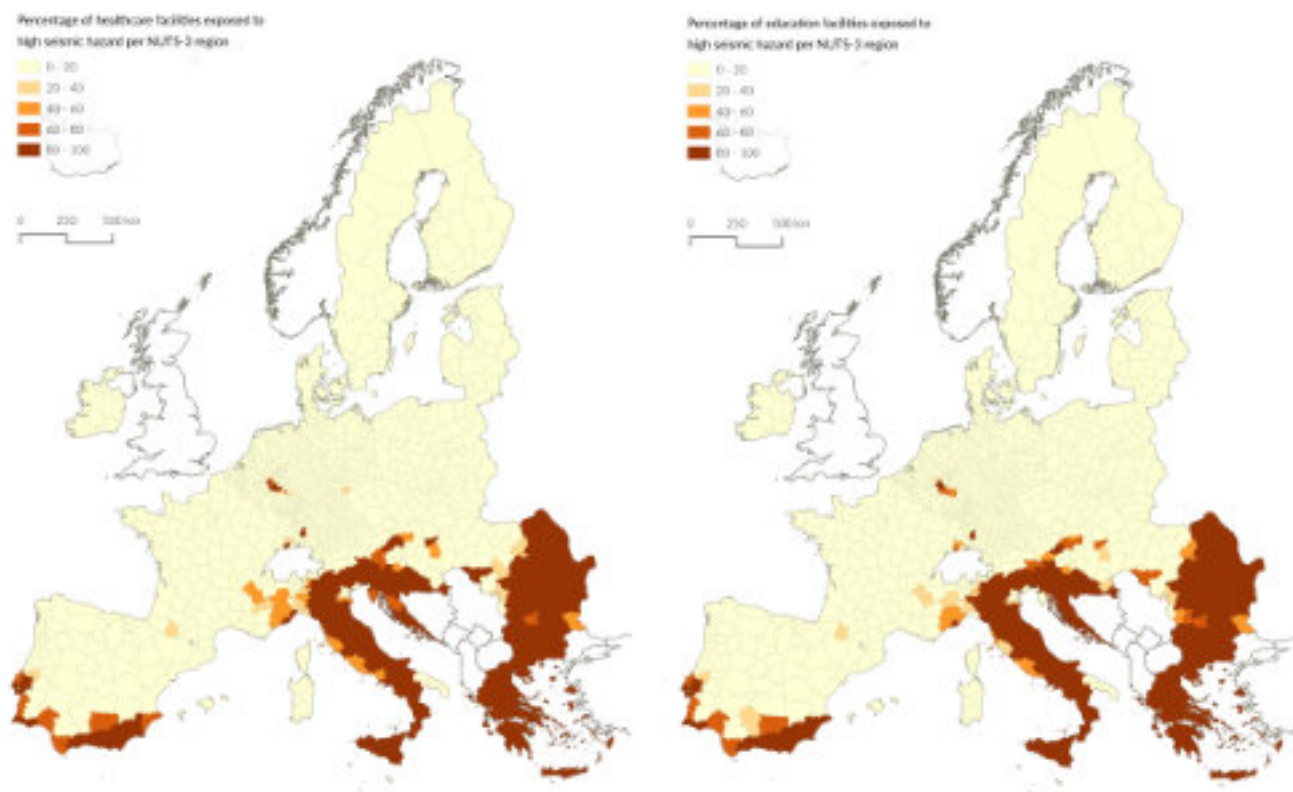 Percentage of healthcare facilities exposed to
high seismic hazard per NUTS-3 region
0 - 20
20 - 40
40 - 60
60 - 80
80 - 100
0 250 500 km
Percentage of education facilities exposed to
high seismic hazard per NUTS-3 region
0 - 20
20 - 40
40 - 60
60 - 80
80 - 100
0 250 500 km